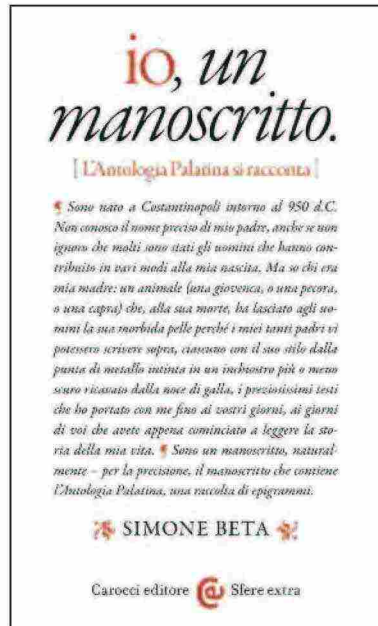 io, un
manoscritto.
[ L'Antologia Palatina si racconta ]
¶ Sono nato a Costantinopoli intorno al 950 d.C.
Non conosco il nome preciso di mio padre, anche se non
ignoro che molti sono stati gli uomini che hanno con-
tribuito in vari modi alla mia nascita. Ma so chi era
mia madre: un animale (una giovenca, o una pecora,
o una capra) che, alla sua morte, ha lasciato agli uo-
mini la sua morbida pelle perché i miei tanti padri vi
potessero scrivere sopra, ciascuno con il suo stilo dalla
punta di metallo intinta in un inchiostro più o meno
scuro ricavato dalla noce di galla, i preziosissimi testi
che ho portato con me fino ai vostri giorni, ai giorni
di voi che avete appena cominciato a leggere la sto-
ria della mia vita. ¶ Sono un manoscritto, natural-
mente – per la precisione, il manoscritto che contiene
l'Antologia Palatina, una raccolta di epigrammi.
SIMONE BETA
Carocci editore @ Sfere extra